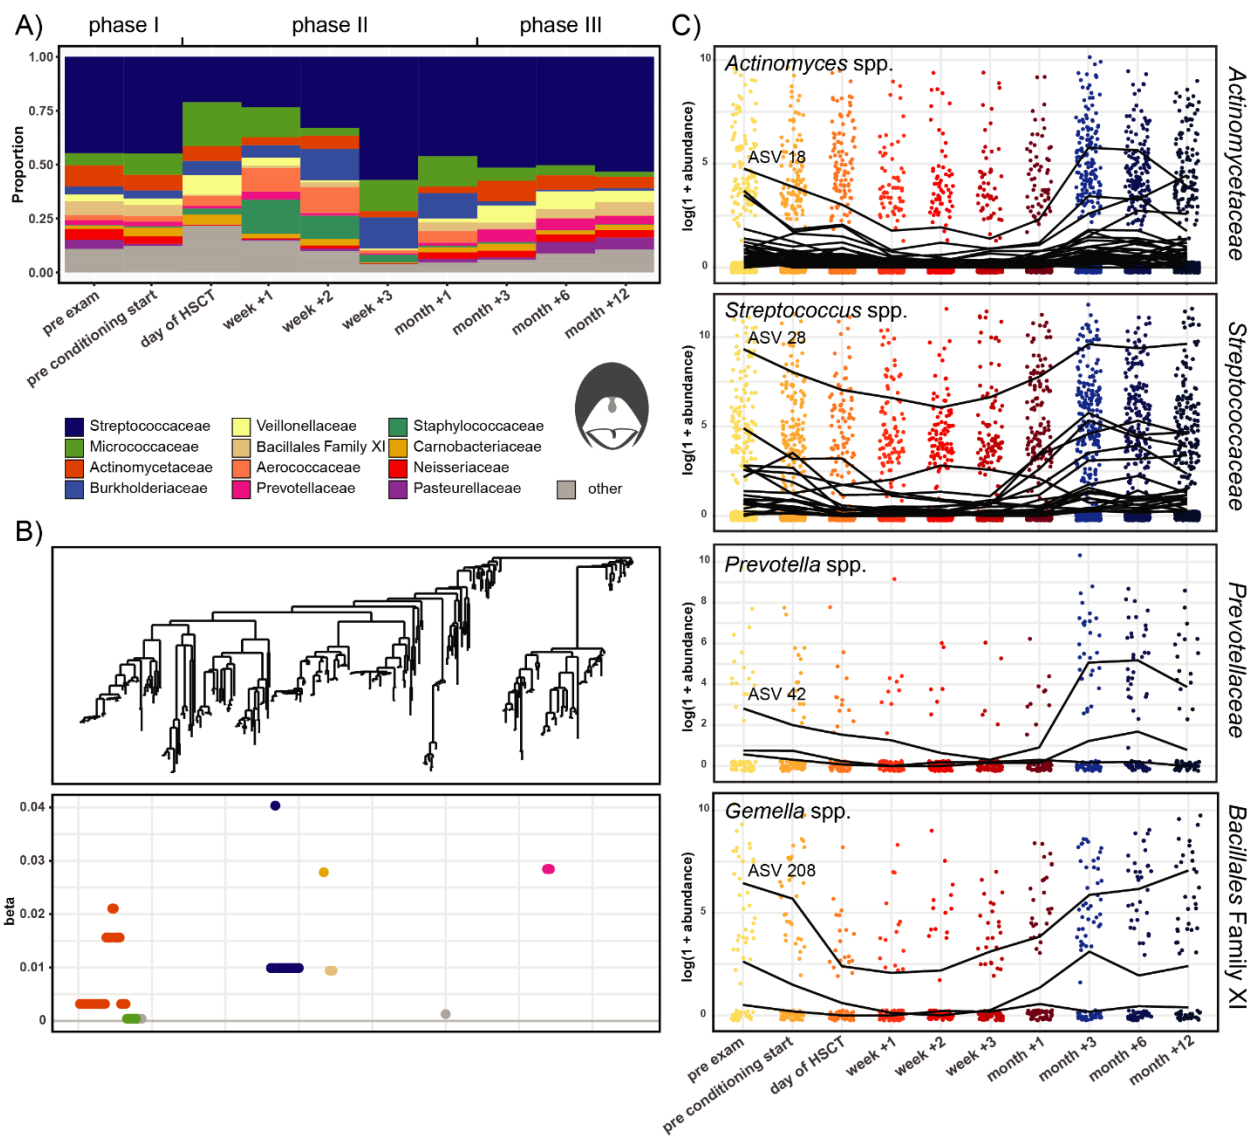 A)
phase I
phase II
phase III
1.00
0.75
0.50
0.25
0.00
Proportion
pre exam
pre conditioning start
day of HSCT
week +1
week +2
week +3
month +1
month +3
month +6
month +12
Streptococcaceae
Micrococcaceae
Actinomycetaceae
Burkholderiaceae
Veillonellaceae
Bacillales Family XI
Aerococcaceae
Prevotellaceae
Staphylococcaceae
Carnobacteriaceae
Neisseriaceae
Pasteurellaceae
other
B)
0.04
0.03
0.02
0.01
0
beta
C)
Actinomyces spp.
ASV 18
10
5
0
log(1 + abundance)
Actinomycetaceae
Streptococcus spp.
ASV 28
10
5
0
log(1 + abundance)
Streptococcaceae
Prevotella spp.
ASV 42
10
8
6
4
2
0
log(1 + abundance)
Prevotellaceae
Gemella spp.
ASV 208
10
5
0
log(1 + abundance)
Bacillales Family XI
pre exam
pre conditioning start
day of HSCT
week +1
week +2
week +3
month +1
month +3
month +6
month +12